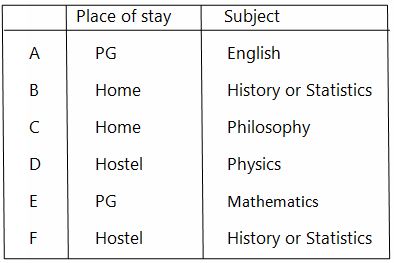 Place of stay Subject
A PG English
B Home History or Statistics
C Home Philosophy
D Hostel Physics
E PG Mathematics
F Hostel History or Statistics